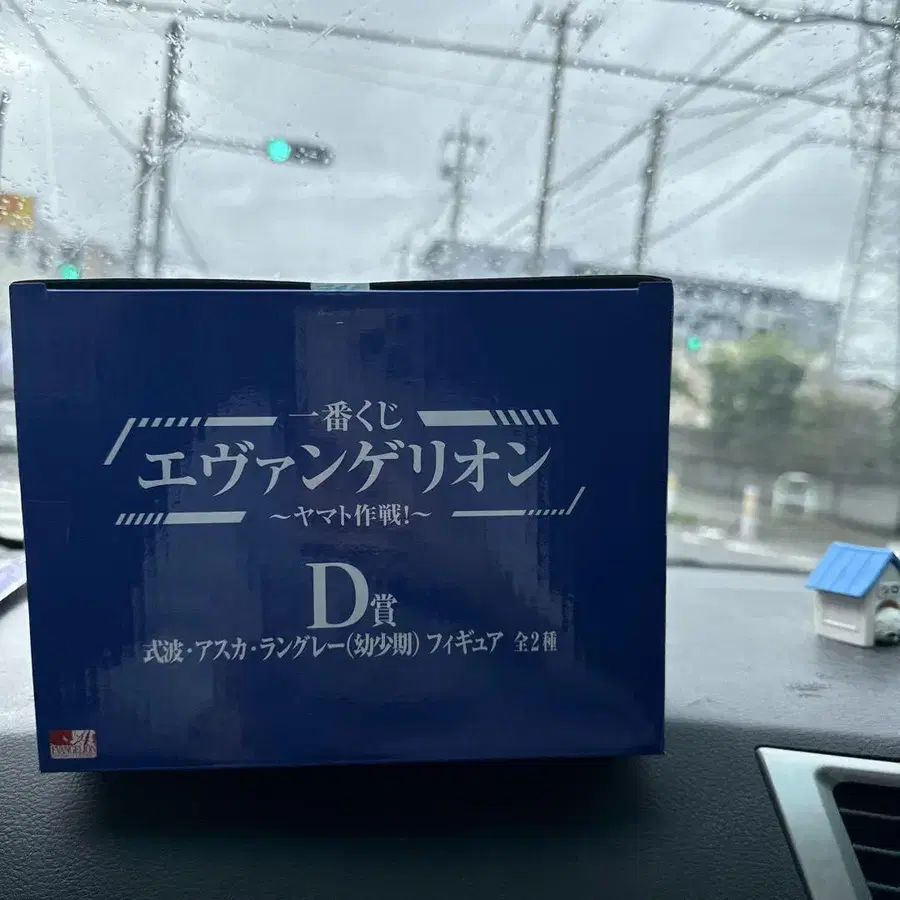 一番くじ
エヴァンゲリオン
～ヤマト作戦!～
D賞
式波・アスカ・ラングレー(幼少期) フィギュア 全2種
EVANGELION